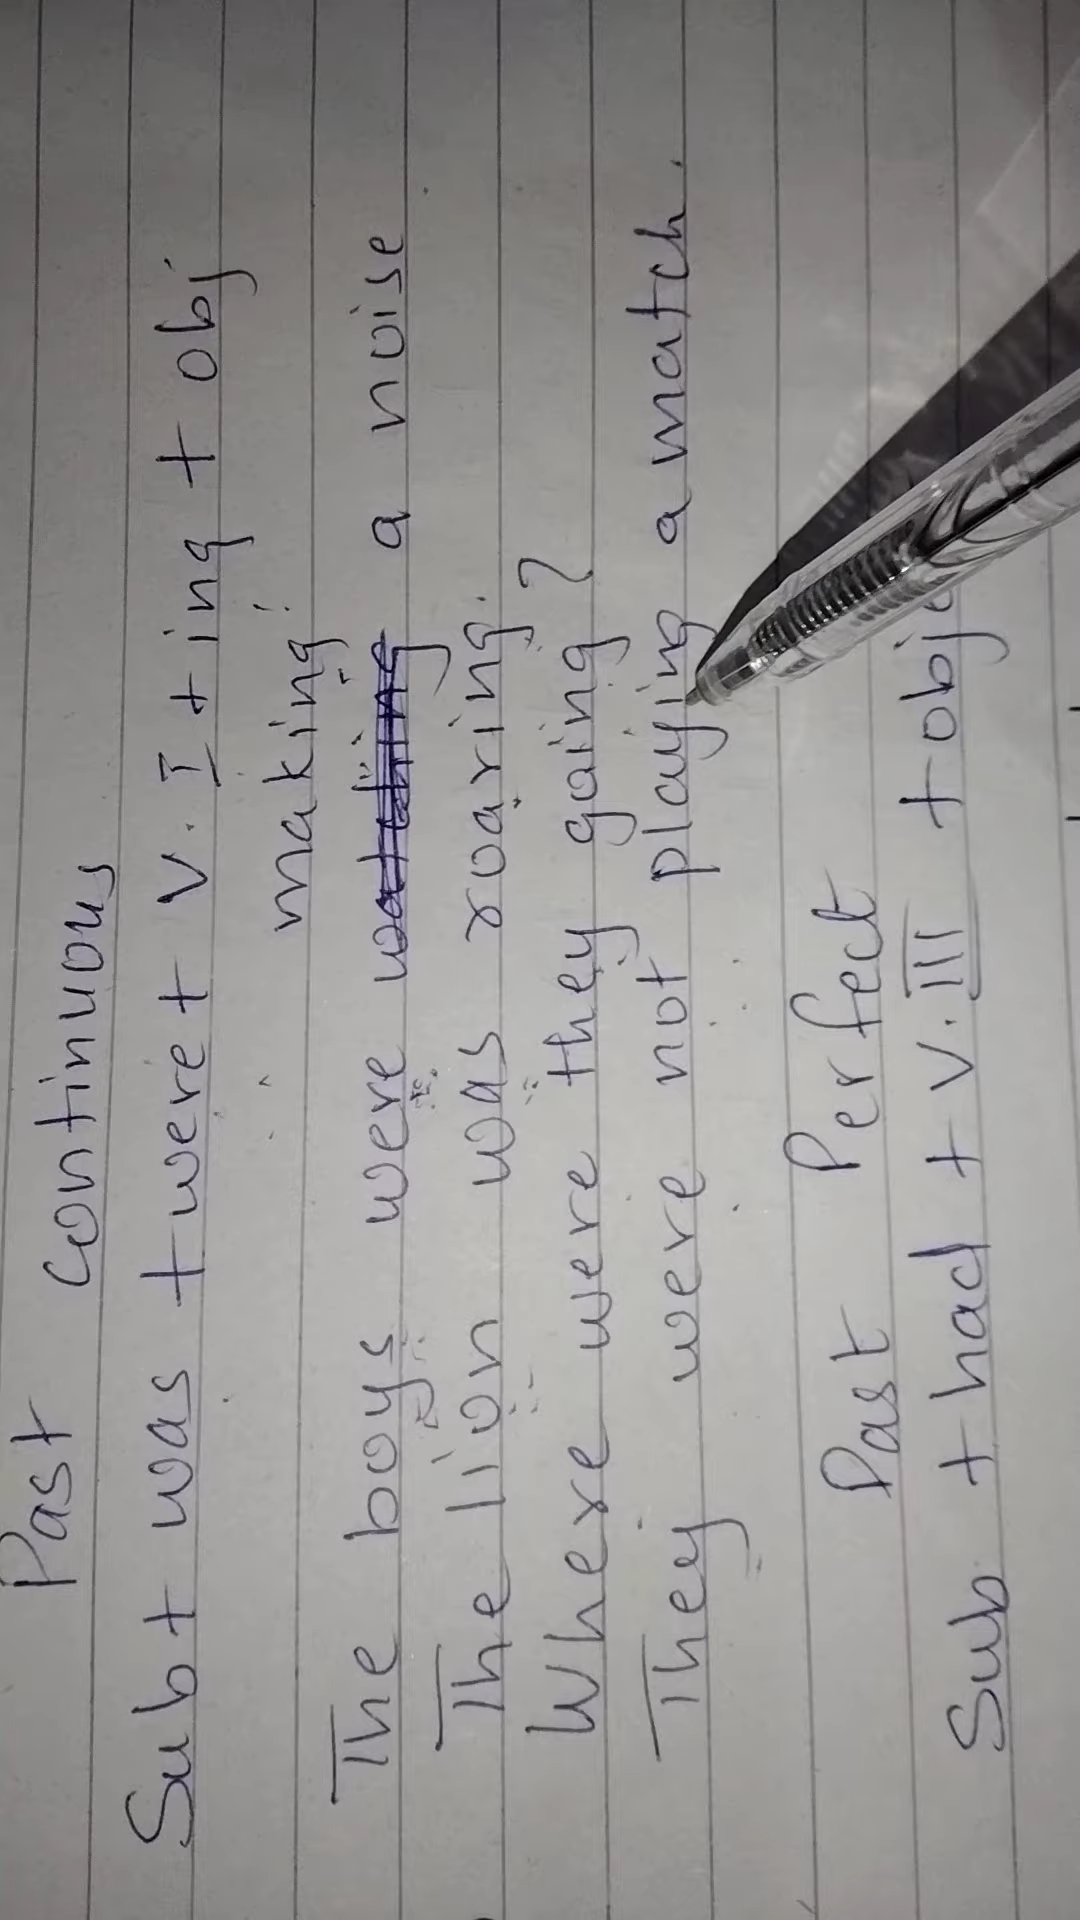 Past Continuous
Sub + was + were + V. I + ing + obj
making
The boys were a noise
The lion was roaring.
Where were they going?
They were not playing a match.
Past Perfect
Sub + had + V. III + obje